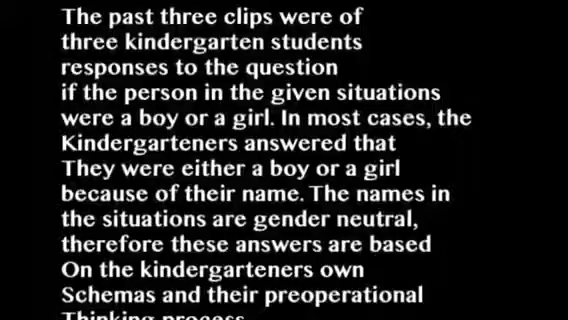 The past three clips were of
three kindergarten students
responses to the question
if the person in the given situations
were a boy or a girl. In most cases, the
Kindergarteners answered that
They were either a boy or a girl
because of their name. The names in
the situations are gender neutral,
therefore these answers are based
On the kindergarteners own
Schemas and their preoperational
Thinking process